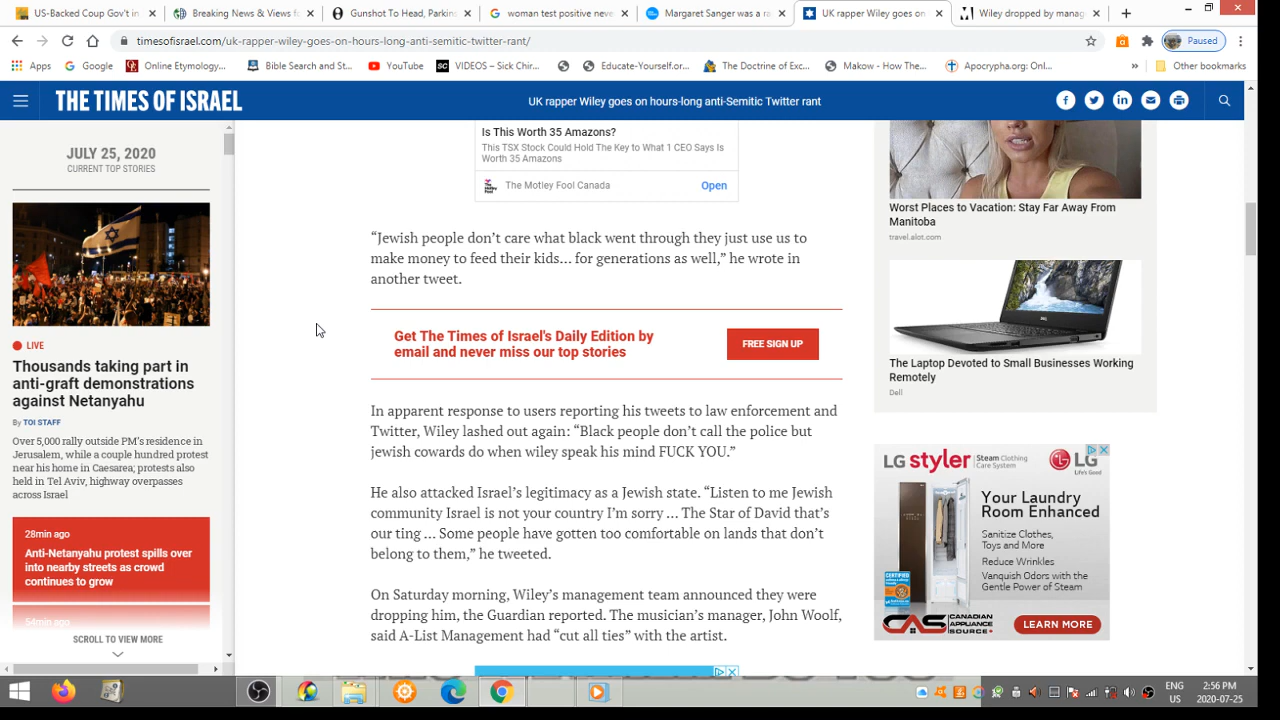 US-Backed Coup Gov't in
Breaking News & Views f
Gunshot To Head, Parkin
woman test positive neve
Margaret Sanger was a ra
UK rapper Wiley goes on
Wiley dropped by manag
timesofisrael.com/uk-rapper-wiley-goes-on-hours-long-anti-semitic-twitter-rant/
Paused
Apps
Google
Online Etymology...
Bible Search and St...
YouTube
VIDEOS – Sick Chir...
Educate-Yourself.or...
The Doctrine of Exc...
Makow - How The...
Apocrypha.org: Onl...
Other bookmarks
THE TIMES OF ISRAEL
UK rapper Wiley goes on hours-long anti-Semitic Twitter rant
JULY 25, 2020
CURRENT TOP STORIES
LIVE
Thousands taking part in
anti-graft demonstrations
against Netanyahu
By TOI STAFF
Over 5,000 rally outside PM's residence in
Jerusalem, while a couple hundred protest
near his home in Caesarea; protests also
held in Tel Aviv, highway overpasses
across Israel
28min ago
Anti-Netanyahu protest spills over
into nearby streets as crowd
continues to grow
54min ago
SCROLL TO VIEW MORE
Is This Worth 35 Amazons?
This TSX Stock Could Hold The Key to What 1 CEO Says Is
Worth 35 Amazons
The Motley Fool Canada
Open
“Jewish people don’t care what black went through they just use us to
make money to feed their kids… for generations as well,” he wrote in
another tweet.
Get The Times of Israel's Daily Edition by
email and never miss our top stories
FREE SIGN UP
In apparent response to users reporting his tweets to law enforcement and
Twitter, Wiley lashed out again: “Black people don’t call the police but
jewish cowards do when wiley speak his mind FUCK YOU.”
He also attacked Israel’s legitimacy as a Jewish state. “Listen to me Jewish
community Israel is not your country I’m sorry … The Star of David that’s
our ting … Some people have gotten too comfortable on lands that don’t
belong to them,” he tweeted.
On Saturday morning, Wiley’s management team announced they were
dropping him, the Guardian reported. The musician’s manager, John Woolf,
said A-List Management had “cut all ties” with the artist.
Worst Places to Vacation: Stay Far Away From
Manitoba
travel.alot.com
The Laptop Devoted to Small Businesses Working
Remotely
Dell
LG styler
Steam Clothing
Care System
LG
Life's Good
Your Laundry
Room Enhanced
Sanitize Clothes,
Toys and More
Reduce Wrinkles
Vanquish Odors with the
Gentle Power of Steam
CERTIFIED
CAS CANADIAN
APPLIANCE
SOURCE
LEARN MORE
ENG
US
2:56 PM
2020-07-25